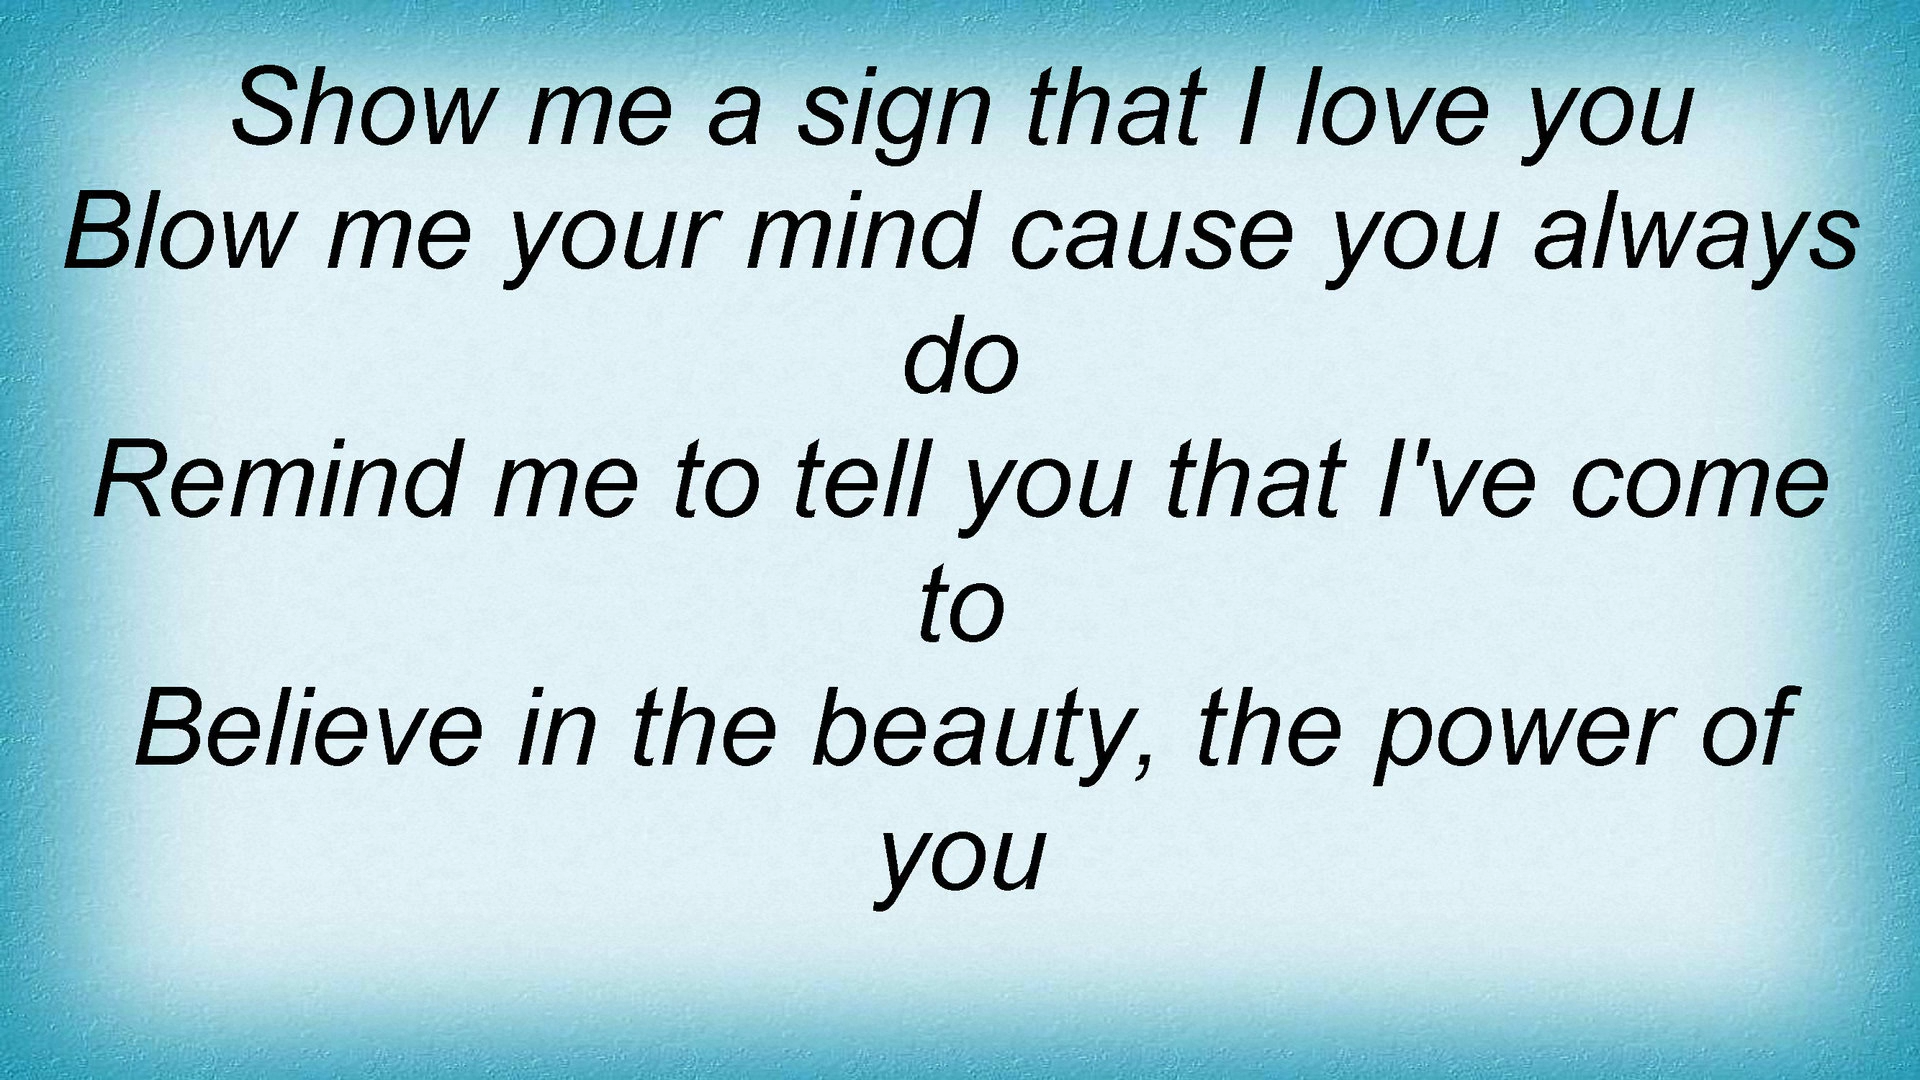 Show me a sign that I love you
Blow me your mind cause you always
do
Remind me to tell you that I've come
to
Believe in the beauty, the power of
you